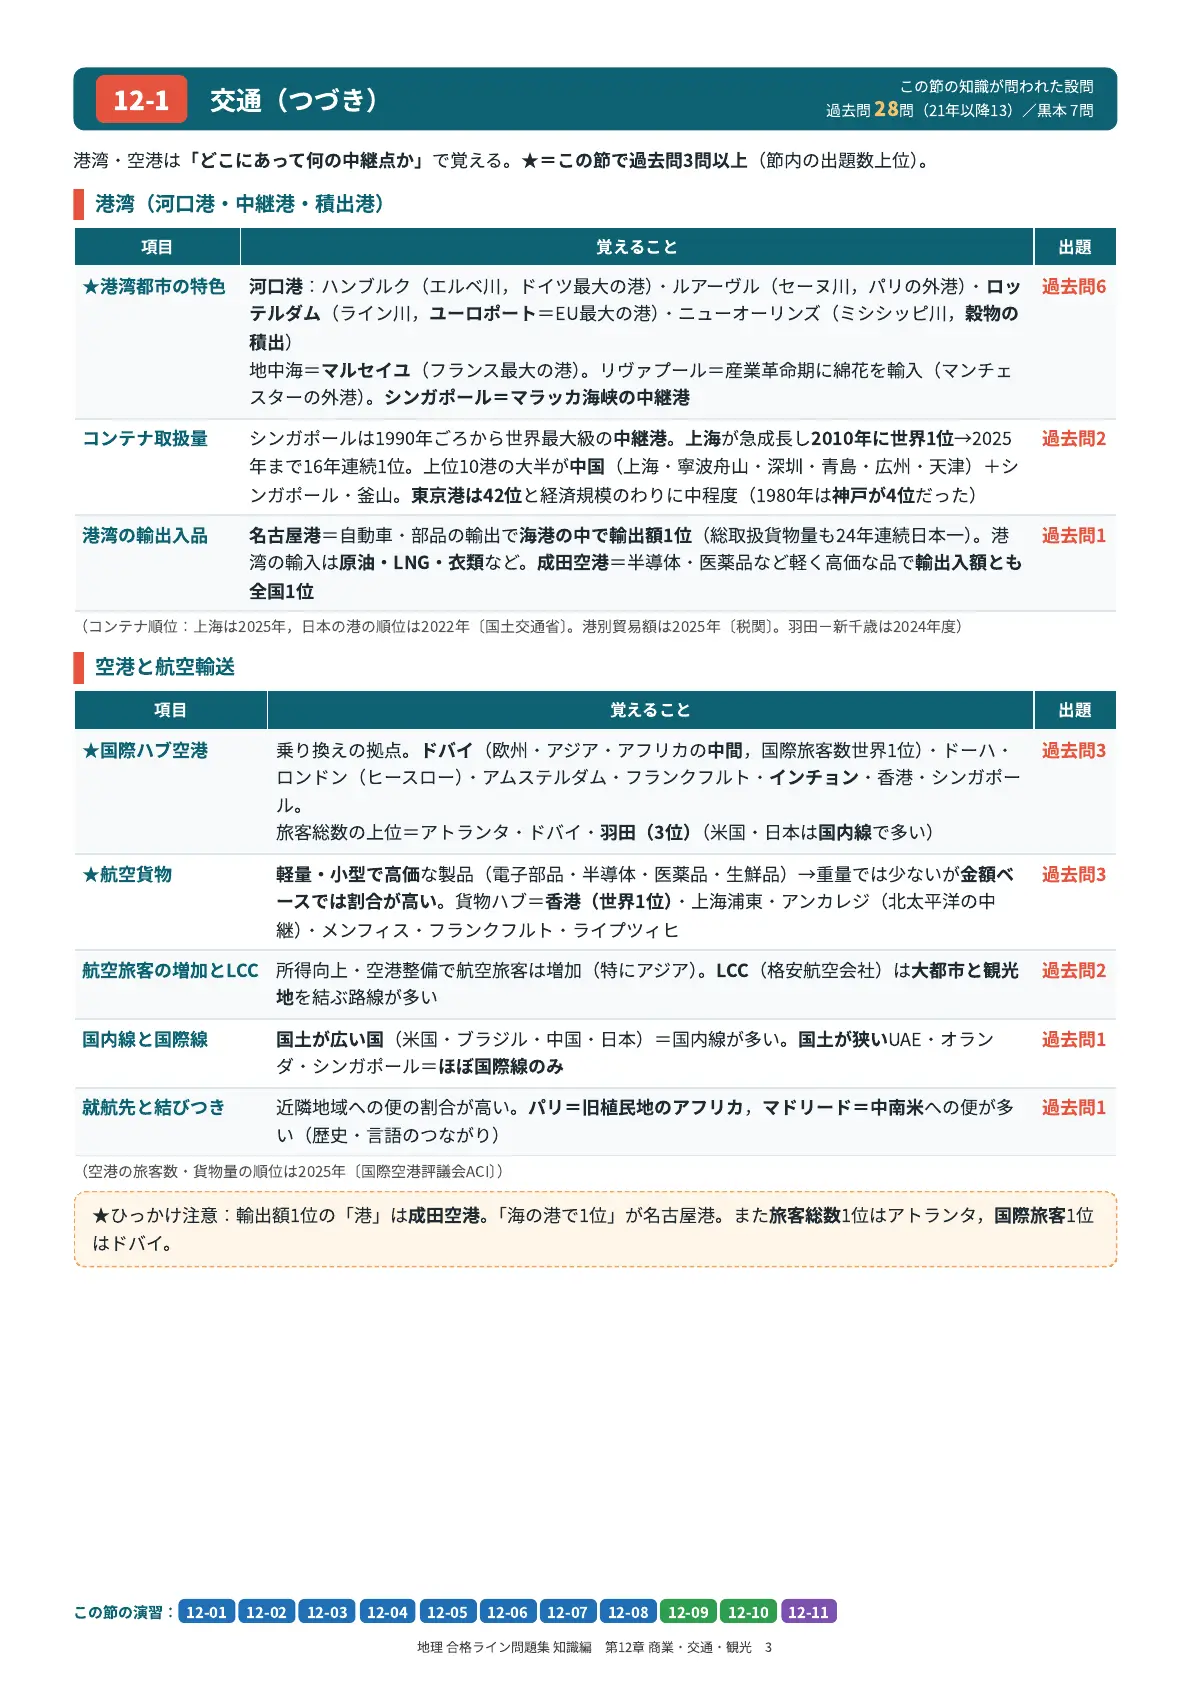 12-1 交通（つづき）
この節の知識が問われた設問
過去問 28問（21年以降13）／黒本 7問
港湾・空港は「どこにあって何の中継点か」で覚える。★＝この節で過去問3問以上（節内の出題数上位）。
港湾（河口港・中継港・積出港）
項目 覚えること 出題
★港湾都市の特色 河口港：ハンブルク（エルベ川，ドイツ最大の港）・ルアーヴル（セーヌ川，パリの外港）・ロッ 過去問6
テルダム（ライン川，ユーロポート＝EU最大の港）・ニューオーリンズ（ミシシッピ川，穀物の
積出）
地中海＝マルセイユ（フランス最大の港）。リヴァプール＝産業革命期に綿花を輸入（マンチェ
スターの外港）。シンガポール＝マラッカ海峡の中継港
コンテナ取扱量 シンガポールは1990年ごろから世界最大級の中継港。上海が急成長し2010年に世界1位→2025 過去問2
年まで16年連続1位。上位10港の大半が中国（上海・寧波舟山・深圳・青島・広州・天津）＋シ
ンガポール・釜山。東京港は42位と経済規模のわりに中程度（1980年は神戸が4位だった）
港湾の輸出入品 名古屋港＝自動車・部品の輸出で海港の中で輸出額1位（総取扱貨物量も24年連続日本一）。港 過去問1
湾の輸入は原油・LNG・衣類など。成田空港＝半導体・医薬品など軽く高価な品で輸出入額とも
全国1位
（コンテナ順位：上海は2025年，日本の港の順位は2022年〔国土交通省〕。港別貿易額は2025年〔税関〕。羽田－新千歳は2024年度）
空港と航空輸送
項目 覚えること 出題
★国際ハブ空港 乗り換えの拠点。ドバイ（欧州・アジア・アフリカの中間，国際旅客数世界1位）・ドーハ・ 過去問3
ロンドン（ヒースロー）・アムステルダム・フランクフルト・インチョン・香港・シンガポー
ル。
旅客総数の上位＝アトランタ・ドバイ・羽田（3位）（米国・日本は国内線で多い）
★航空貨物 軽量・小型で高価な製品（電子部品・半導体・医薬品・生鮮品）→重量では少ないが金額ベ 過去問3
ースでは割合が高い。貨物ハブ＝香港（世界1位）・上海浦東・アンカレジ（北太平洋の中
継）・メンフィス・フランクフルト・ライプツィヒ
航空旅客の増加とLCC 所得向上・空港整備で航空旅客は増加（特にアジア）。LCC（格安航空会社）は大都市と観光 過去問2
地を結ぶ路線が多い
国内線と国際線 国土が広い国（米国・ブラジル・中国・日本）＝国内線が多い。国土が狭いUAE・オラン 過去問1
ダ・シンガポール＝ほぼ国際線のみ
就航先と結びつき 近隣地域への便の割合が高い。パリ＝旧植民地のアフリカ，マドリード＝中南米への便が多 過去問1
い（歴史・言語のつながり）
（空港の旅客数・貨物量の順位は2025年〔国際空港評議会ACI〕）
★ひっかけ注意：輸出額1位の「港」は成田空港。「海の港で1位」が名古屋港。また旅客総数1位はアトランタ，国際旅客1位
はドバイ。
この節の演習： 12-01 12-02 12-03 12-04 12-05 12-06 12-07 12-08 12-09 12-10 12-11
地理 合格ライン問題集 知識編　第12章 商業・交通・観光　3